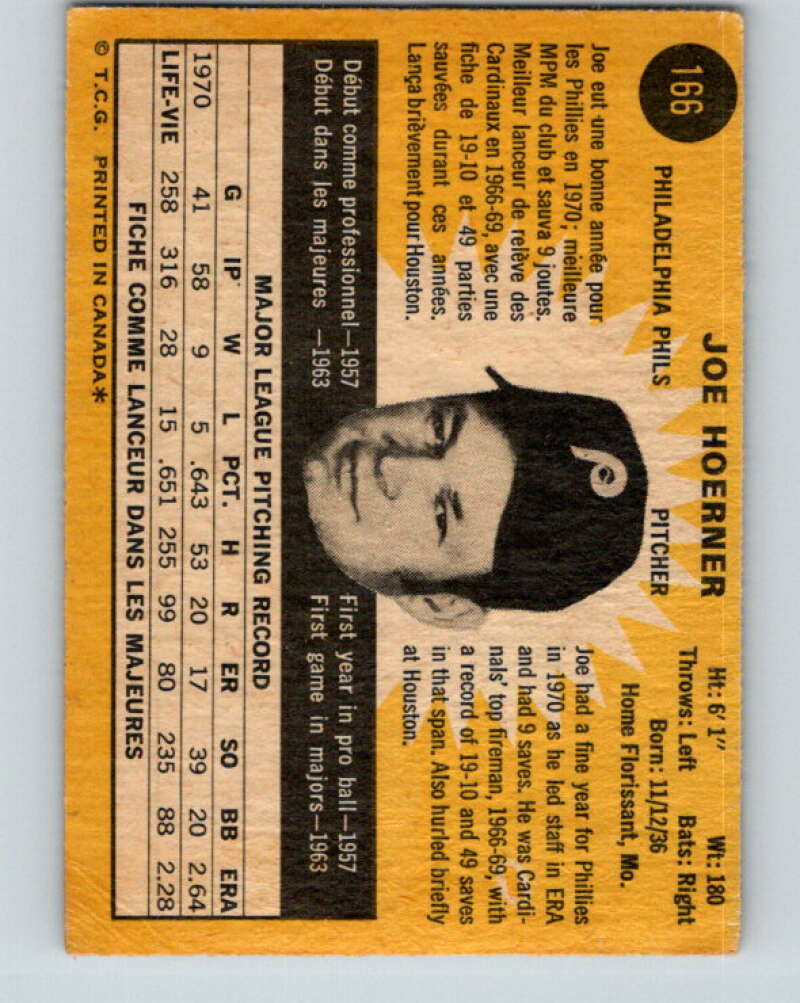 166
JOE HOERNER
PHILADELPHIA PHILS PITCHER
Ht.: 6' 1" Wt: 180
Throws: Left Bats: Right
Born: 11/12/36
Home Florissant, Mo.
Joe eut une bonne année pour
les Phillies en 1970; meilleure
MPM du club et sauva 9 joutes.
Meilleur lanceur de relève des
Cardinaux en 1966-69, avec une
fiche de 19-10 et 49 parties
sauvées durant ces années.
Lança brièvement pour Houston.
Joe had a fine year for Phillies
in 1970 as he led staff in ERA
and had 9 saves. He was Cardi-
nals' top fireman, 1966-69, with
a record of 19-10 and 49 saves
in that span. Also hurled briefly
at Houston.
Début comme professionnel—1957
Début dans les majeures —1963
First year in pro ball—1957
First game in majors—1963
MAJOR LEAGUE PITCHING RECORD
G IP W L PCT. H R ER SO BB ERA
1970 41 58 9 5 .643 53 20 17 39 20 2.64
LIFE-VIE 258 316 28 15 .651 255 99 80 235 88 2.28
FICHE COMME LANCEUR DANS LES MAJEURES
© T.C.G. PRINTED IN CANADA*